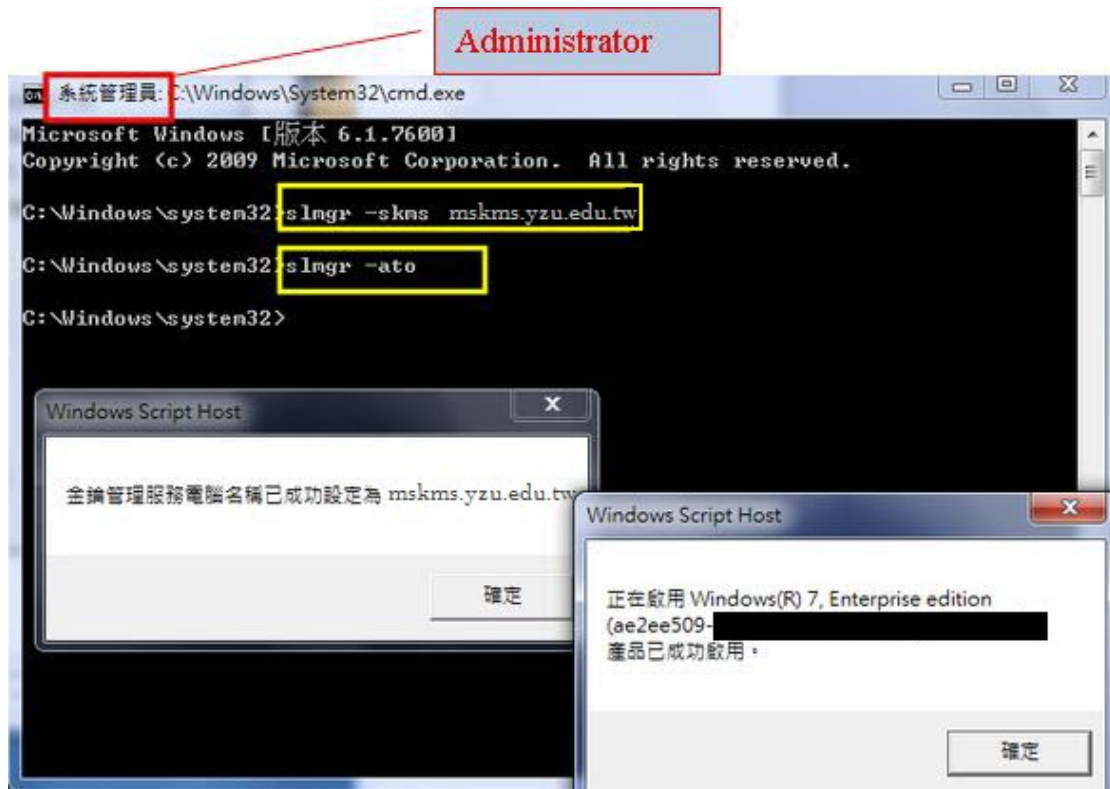 Administrator
系統管理員: C:\Windows\System32\cmd.exe
Microsoft Windows [版本 6.1.7600]
Copyright (c) 2009 Microsoft Corporation.  All rights reserved.
C:\Windows\system32>slmgr -skms mskms.yzu.edu.tw
C:\Windows\system32>slmgr -ato
C:\Windows\system32>
Windows Script Host
金鑰管理服務電腦名稱已成功設定為 mskms.yzu.edu.tw
確定
Windows Script Host
正在啟用 Windows(R) 7, Enterprise edition
(ae2ee509-
產品已成功啟用。
確定